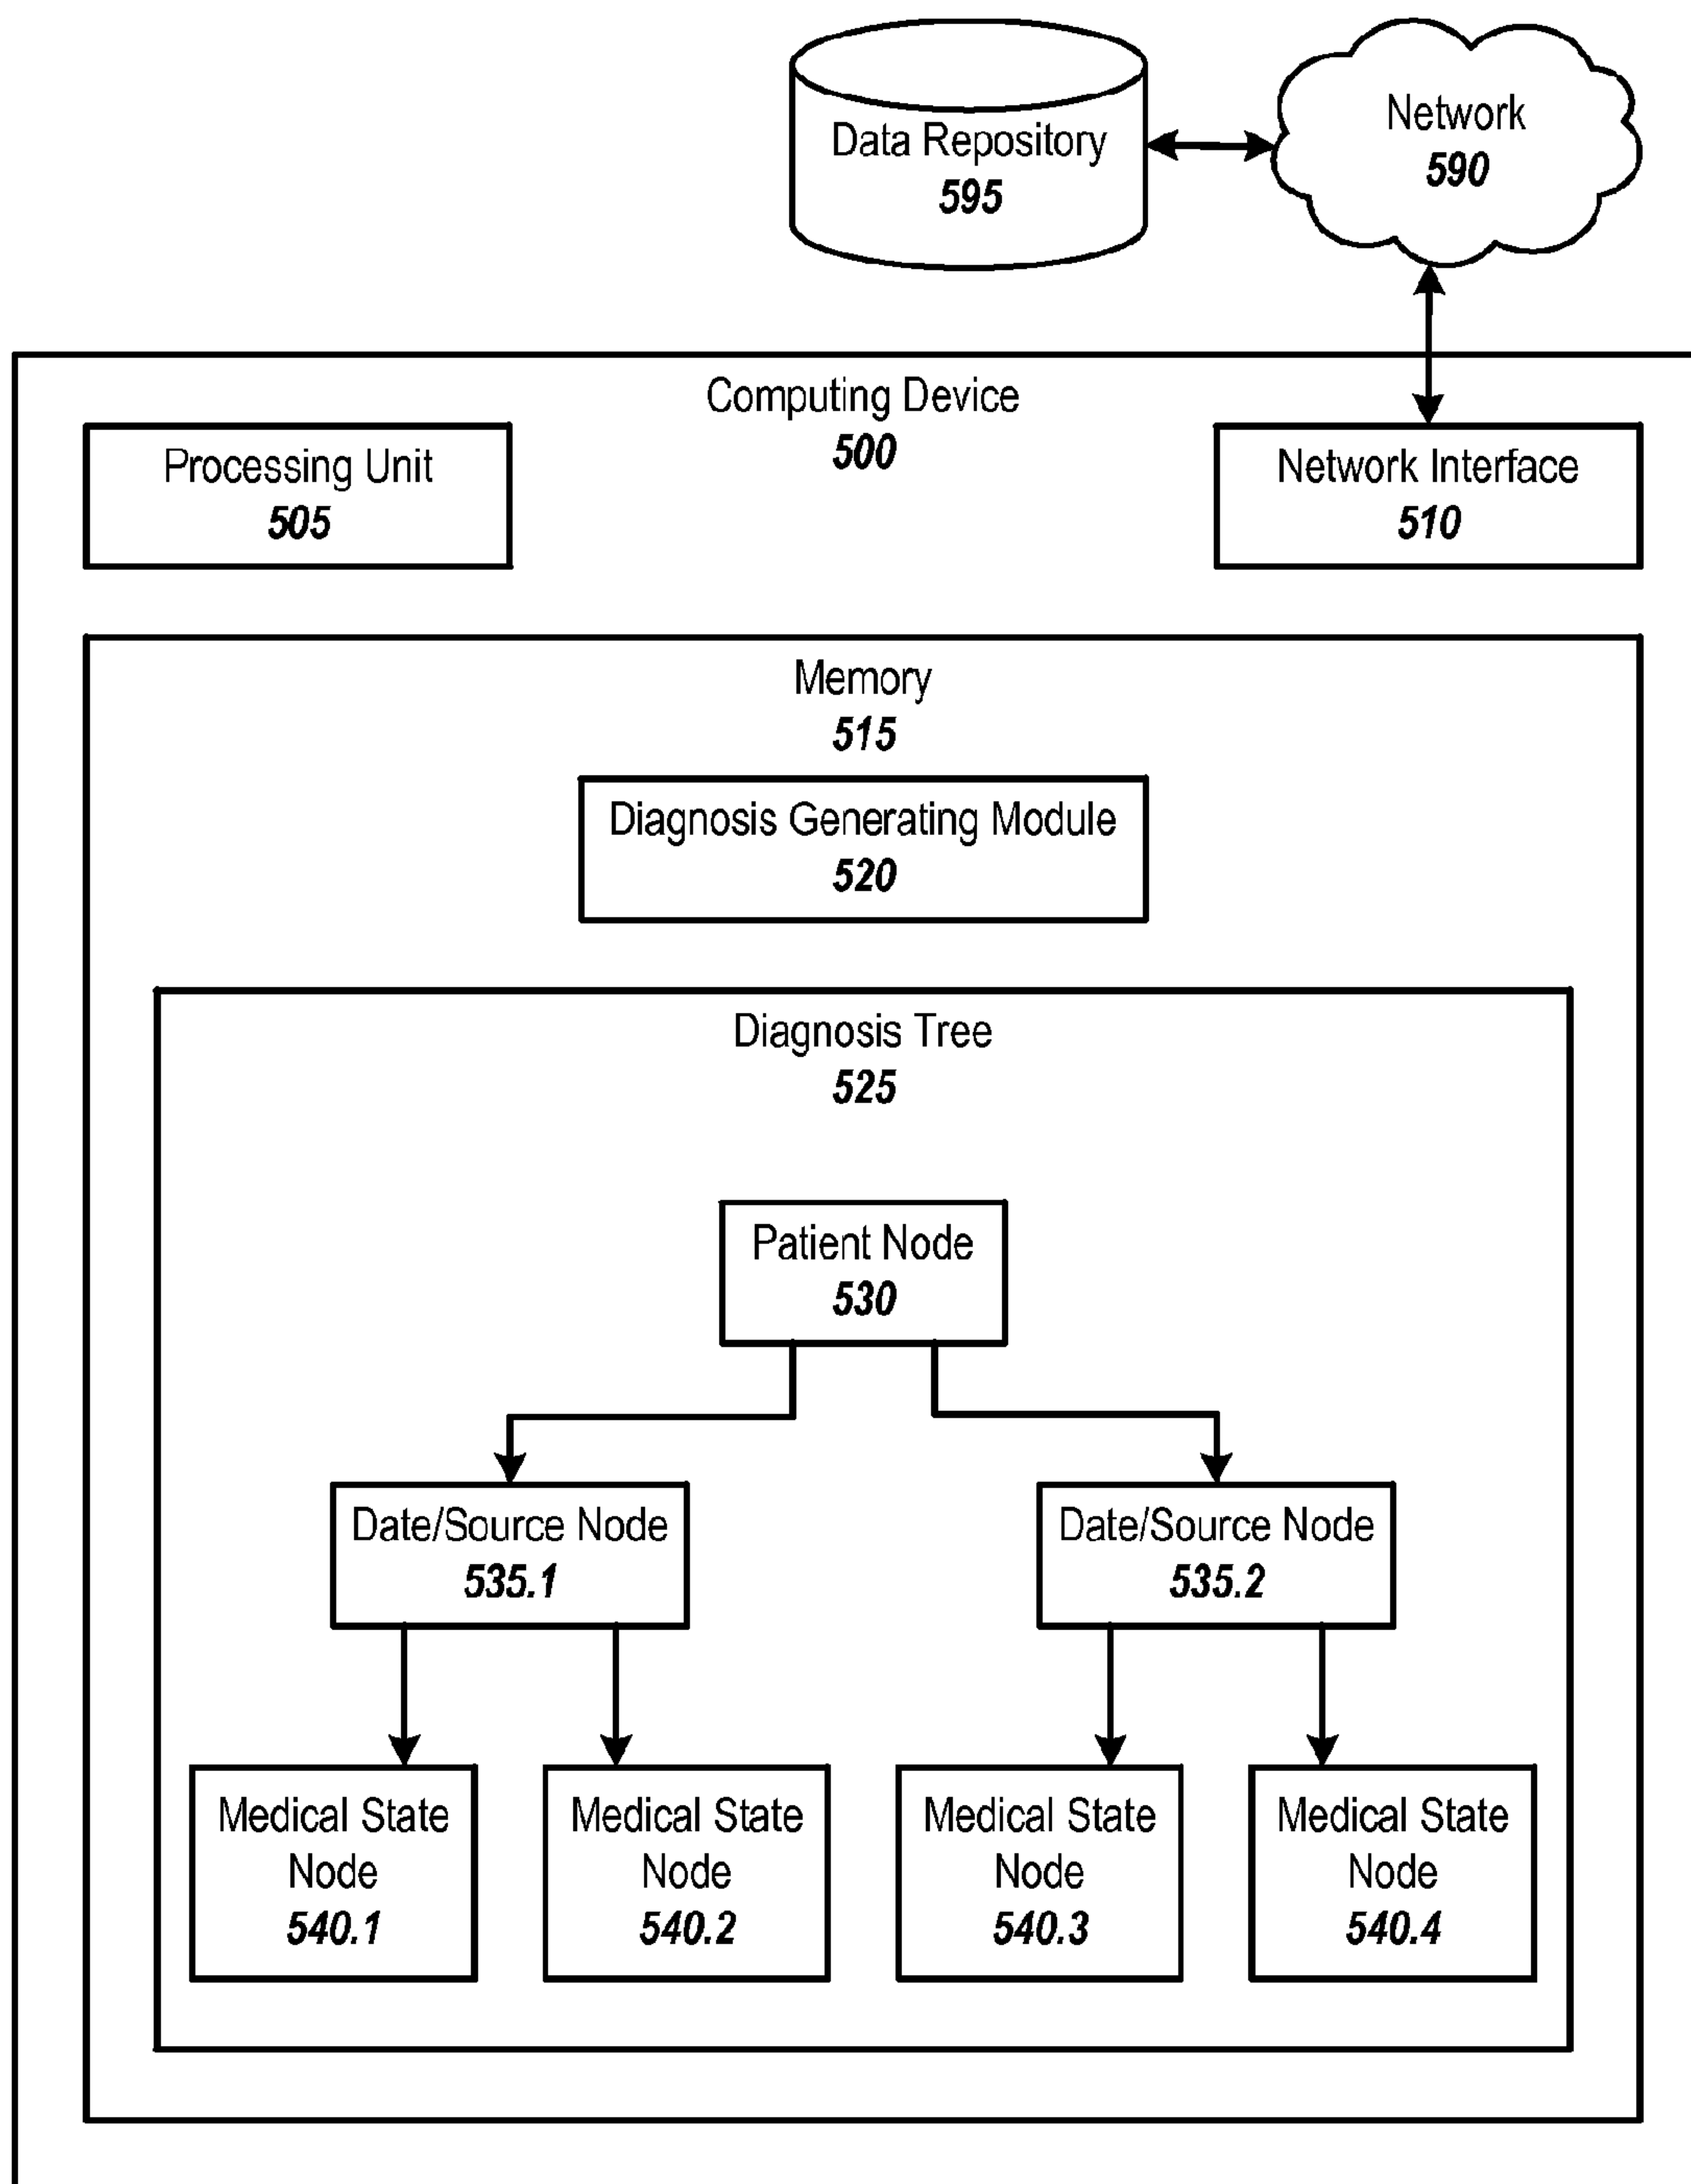 Data Repository
595
Network
590
Computing Device
500
Processing Unit
505
Network Interface
510
Memory
515
Diagnosis Generating Module
520
Diagnosis Tree
525
Patient Node
530
Date/Source Node
535.1
Date/Source Node
535.2
Medical State
Node
540.1
Medical State
Node
540.2
Medical State
Node
540.3
Medical State
Node
540.4